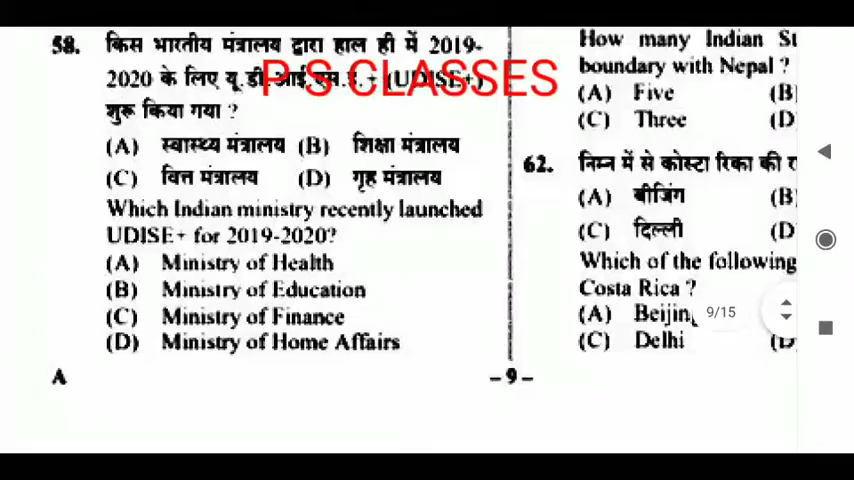 58. किस भारतीय मंत्रालय द्वारा हाल ही में 2019-
2020 के लिए यू.डी.आई.एस.ई.+ (UDISE+)
शुरू किया गया ?
(A) स्वास्थ्य मंत्रालय (B) शिक्षा मंत्रालय
(C) वित्त मंत्रालय (D) गृह मंत्रालय
Which Indian ministry recently launched
UDISE+ for 2019-2020?
(A) Ministry of Health
(B) Ministry of Education
(C) Ministry of Finance
(D) Ministry of Home Affairs
P S CLASSES
How many Indian St
boundary with Nepal ?
(A) Five (B)
(C) Three (D)
62. निम्न में से कोस्टा रिका की
(A) बीजिंग (B)
(C) दिल्ली (D)
Which of the following
Costa Rica ?
(A) Beijing
(C) Delhi (D)
9/15
A
-9-